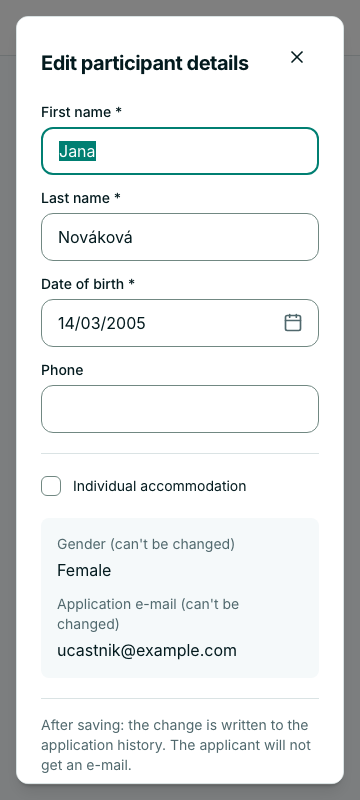 Edit participant details
First name *
Jana
Last name *
Nováková
Date of birth *
14/03/2005
Phone
Individual accommodation
Gender (can't be changed)
Female
Application e-mail (can't be
changed)
ucastnik@example.com
After saving: the change is written to the
application history. The applicant will not
get an e-mail.